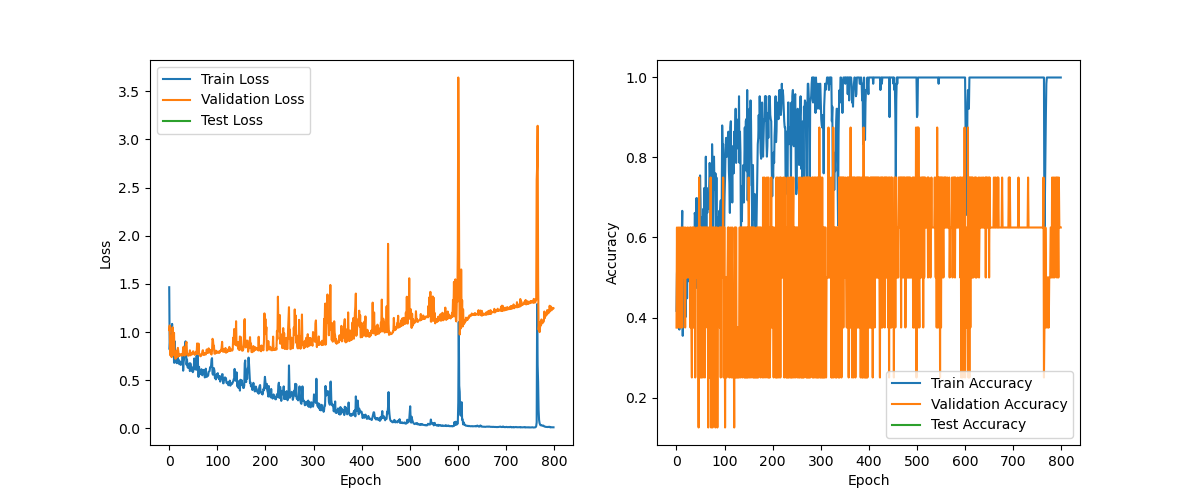 Train Loss
Validation Loss
Test Loss
3.5
3.0
2.5
2.0
1.5
1.0
0.5
0.0
Loss
0 100 200 300 400 500 600 700 800
Epoch
1.0
0.8
0.6
0.4
0.2
Accuracy
Train Accuracy
Validation Accuracy
Test Accuracy
0 100 200 300 400 500 600 700 800
Epoch